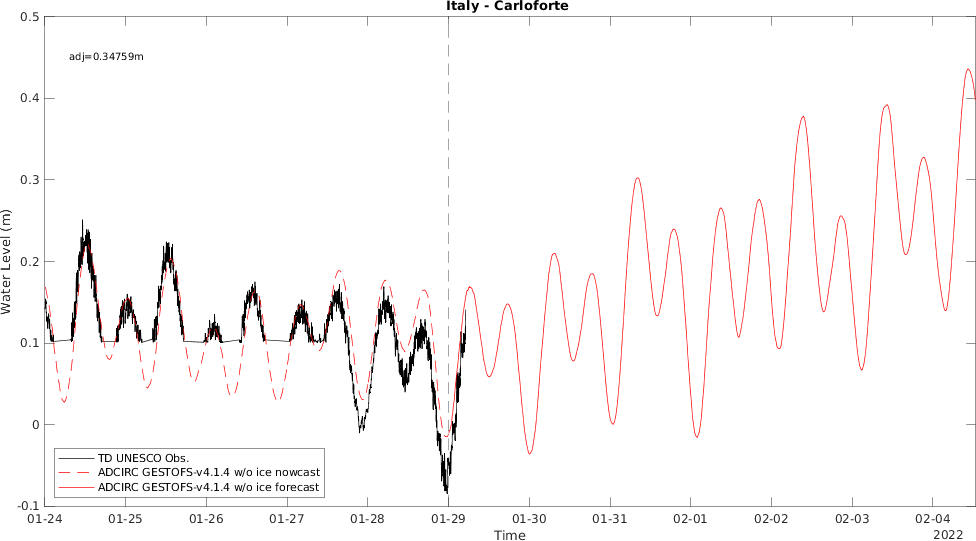 Italy - Carloforte
0.5
0.4
0.3
0.2
0.1
0
-0.1
Water Level (m)
adj=0.34759m
TD UNESCO Obs.
ADCIRC GESTOFS-v4.1.4 w/o ice nowcast
ADCIRC GESTOFS-v4.1.4 w/o ice forecast
01-24 01-25 01-26 01-27 01-28 01-29 01-30 01-31 02-01 02-02 02-03 02-04
Time
2022